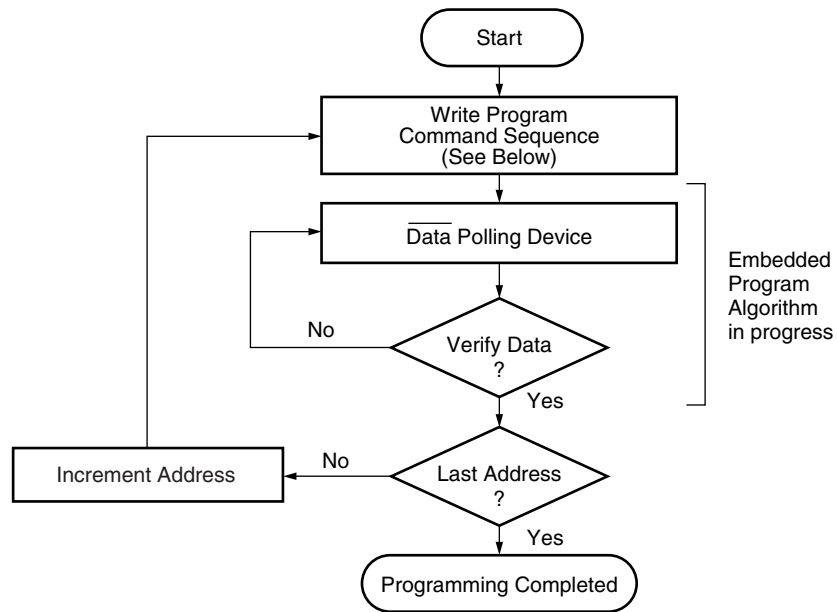 Start
Write Program
Command Sequence
(See Below)
Data Polling Device
Embedded
Program
Algorithm
in progress
No
Verify Data
?
Yes
Increment Address
No
Last Address
?
Yes
Programming Completed